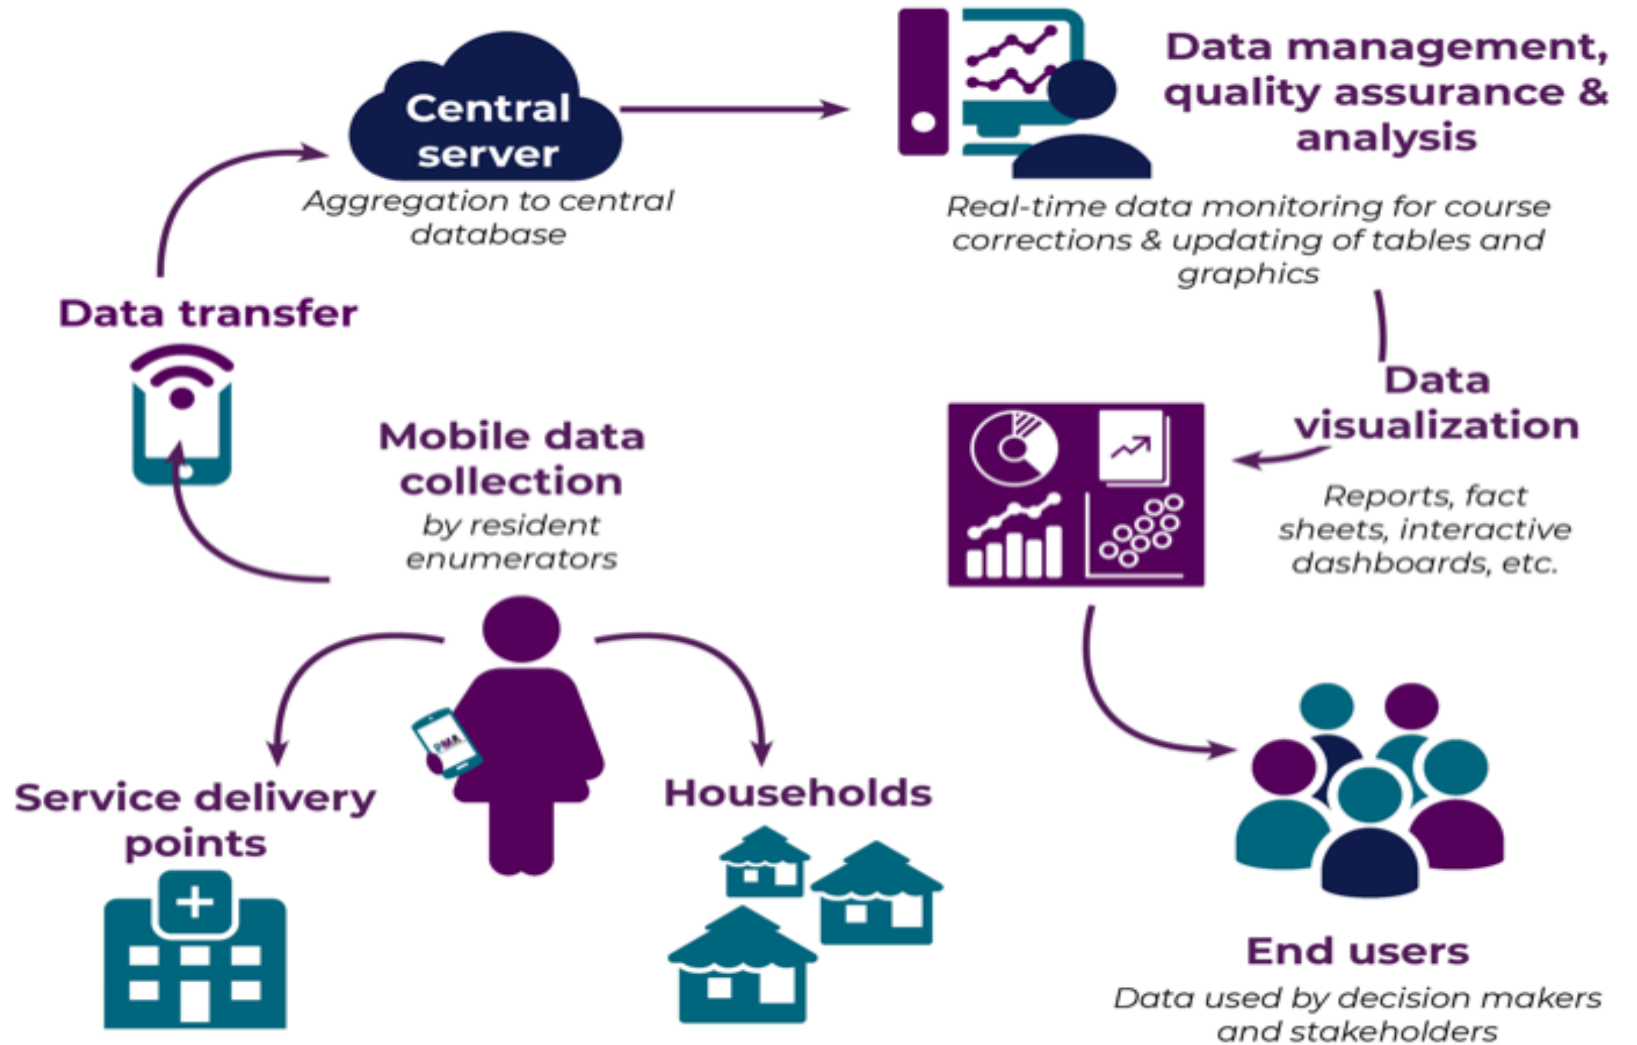 Central
server
Aggregation to central
database
Data management,
quality assurance &
analysis
Real-time data monitoring for course
corrections & updating of tables and
graphics
Data transfer
Mobile data
collection
by resident
enumerators
Data
visualization
Reports, fact
sheets, interactive
dashboards, etc.
PMA
Service delivery
points
Households
End users
Data used by decision makers
and stakeholders